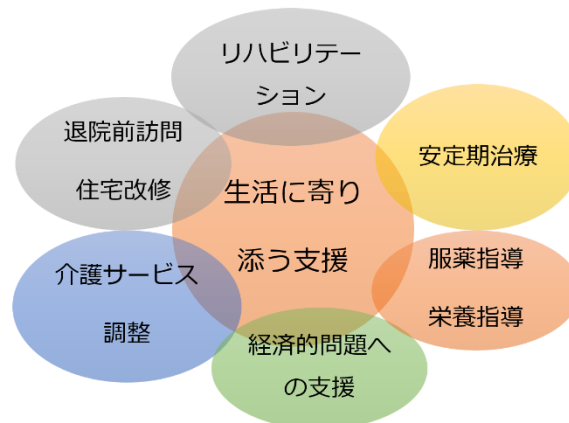 リハビリテー
ション
退院前訪問
住宅改修
安定期治療
生活に寄り
添う支援
服薬指導
栄養指導
介護サービス
調整
経済的問題へ
の支援